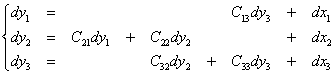 dy₁ = C₁₃dy₃ + dx₁
dy₂ = C₂₁dy₁ + C₂₂dy₂ + dx₂
dy₃ = C₃₂dy₂ + C₃₃dy₃ + dx₃